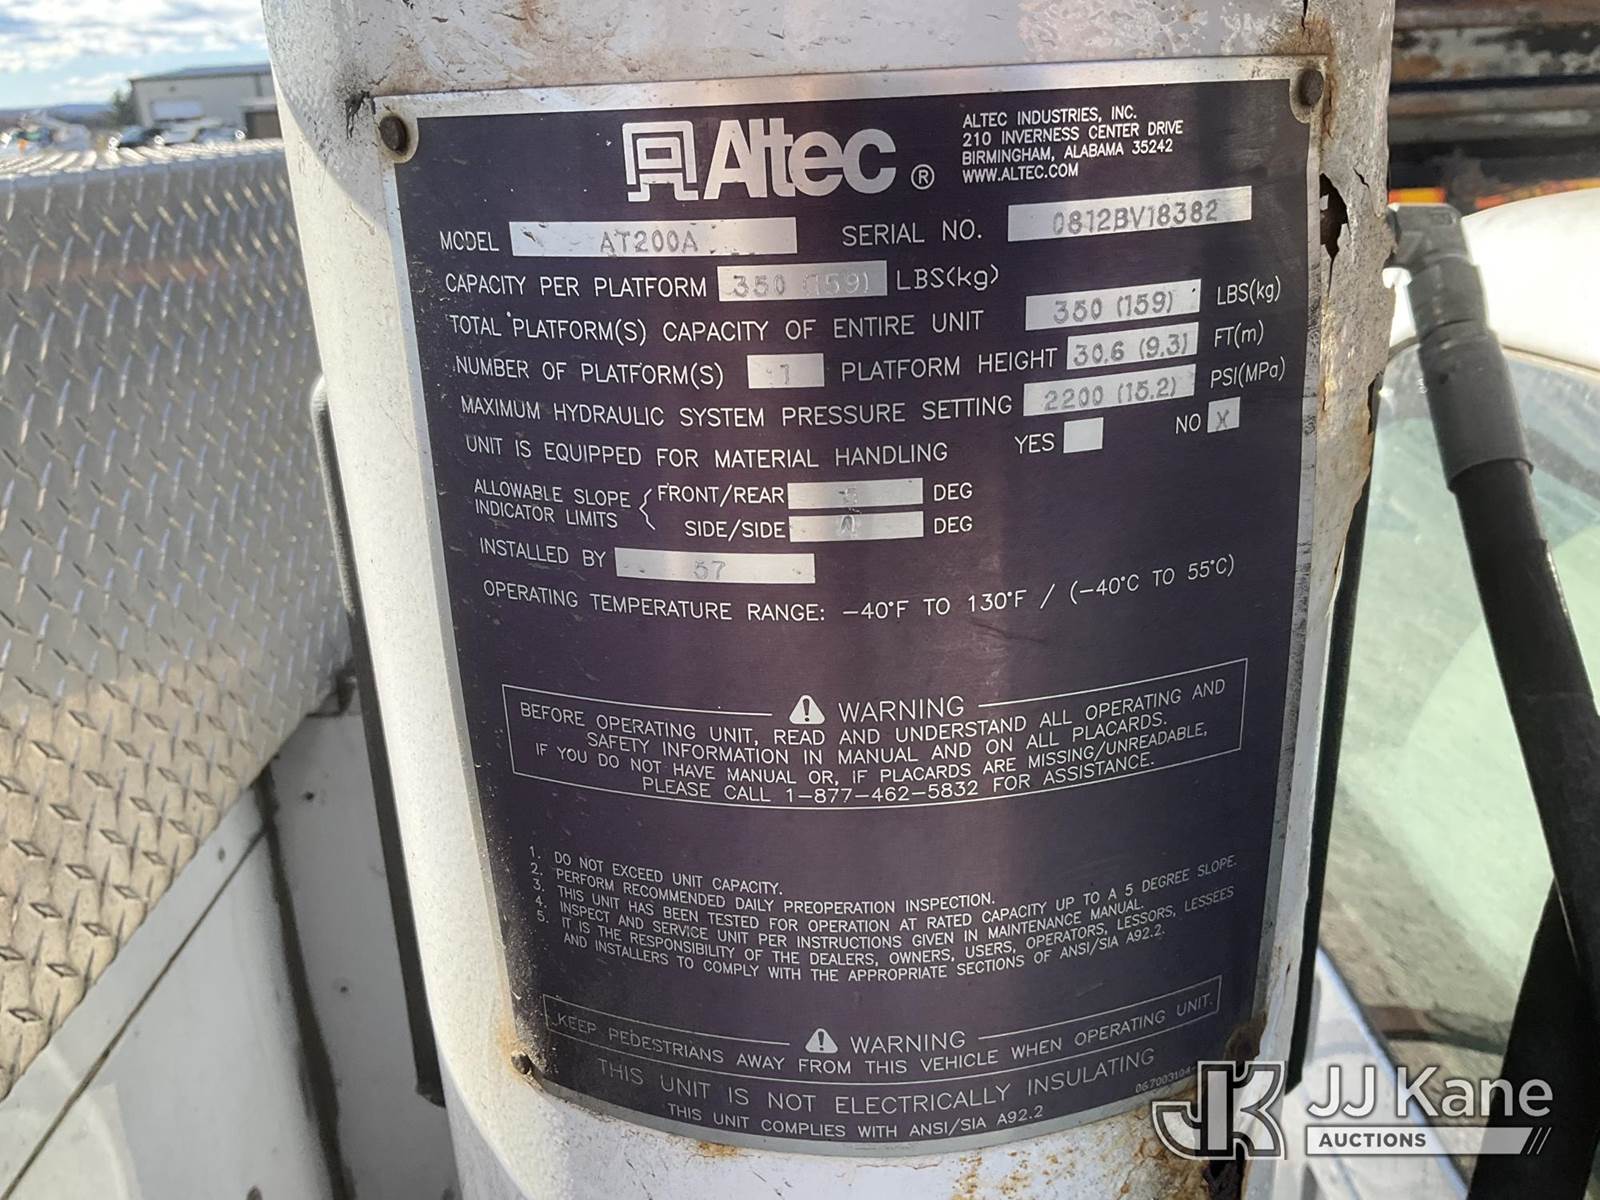 Altec®
ALTEC INDUSTRIES, INC.
210 INVERNESS CENTER DRIVE
BIRMINGHAM, ALABAMA 35242
WWW.ALTEC.COM
MODEL AT200A SERIAL NO. 0812BV18382
CAPACITY PER PLATFORM 350 (159) LBS(kg)
TOTAL PLATFORM(S) CAPACITY OF ENTIRE UNIT 350 (159) LBS(kg)
NUMBER OF PLATFORM(S) 1 PLATFORM HEIGHT 30.6 (9.3) FT(m)
MAXIMUM HYDRAULIC SYSTEM PRESSURE SETTING 2200 (15.2) PSI(MPa)
UNIT IS EQUIPPED FOR MATERIAL HANDLING YES NO X
ALLOWABLE SLOPE INDICATOR LIMITS { FRONT/REAR 5 DEG
SIDE/SIDE DEG
INSTALLED BY 57
OPERATING TEMPERATURE RANGE: -40°F TO 130°F / (-40°C TO 55°C)
⚠ WARNING
BEFORE OPERATING UNIT, READ AND UNDERSTAND ALL OPERATING AND
SAFETY INFORMATION IN MANUAL AND ON ALL PLACARDS.
IF YOU DO NOT HAVE MANUAL OR, IF PLACARDS ARE MISSING/UNREADABLE,
PLEASE CALL 1-877-462-5832 FOR ASSISTANCE.
1. DO NOT EXCEED UNIT CAPACITY.
2. PERFORM RECOMMENDED DAILY PREOPERATION INSPECTION.
3. THIS UNIT HAS BEEN TESTED FOR OPERATION AT RATED CAPACITY UP TO A 5 DEGREE SLOPE.
4. INSPECT AND SERVICE UNIT PER INSTRUCTIONS GIVEN IN MAINTENANCE MANUAL.
5. IT IS THE RESPONSIBILITY OF THE DEALERS, OWNERS, USERS, OPERATORS, LESSORS, LESSEES
AND INSTALLERS TO COMPLY WITH THE APPROPRIATE SECTIONS OF ANSI/SIA A92.2.
⚠ WARNING
KEEP PEDESTRIANS AWAY FROM THIS VEHICLE WHEN OPERATING UNIT.
THIS UNIT IS NOT ELECTRICALLY INSULATING
THIS UNIT COMPLIES WITH ANSI/SIA A92.2
JK JJ Kane
AUCTIONS